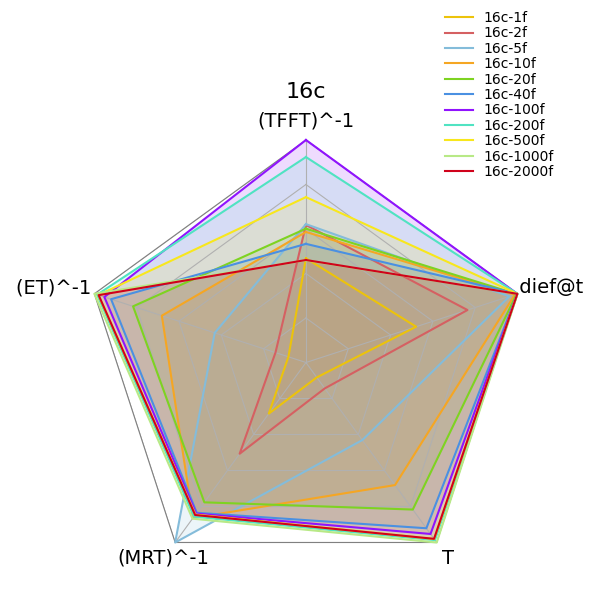 16c-1f
16c-2f
16c-5f
16c-10f
16c-20f
16c-40f
16c-100f
16c-200f
16c-500f
16c-1000f
16c-2000f
16c
(TFFT)^-1
(ET)^-1
dief@t
(MRT)^-1
T